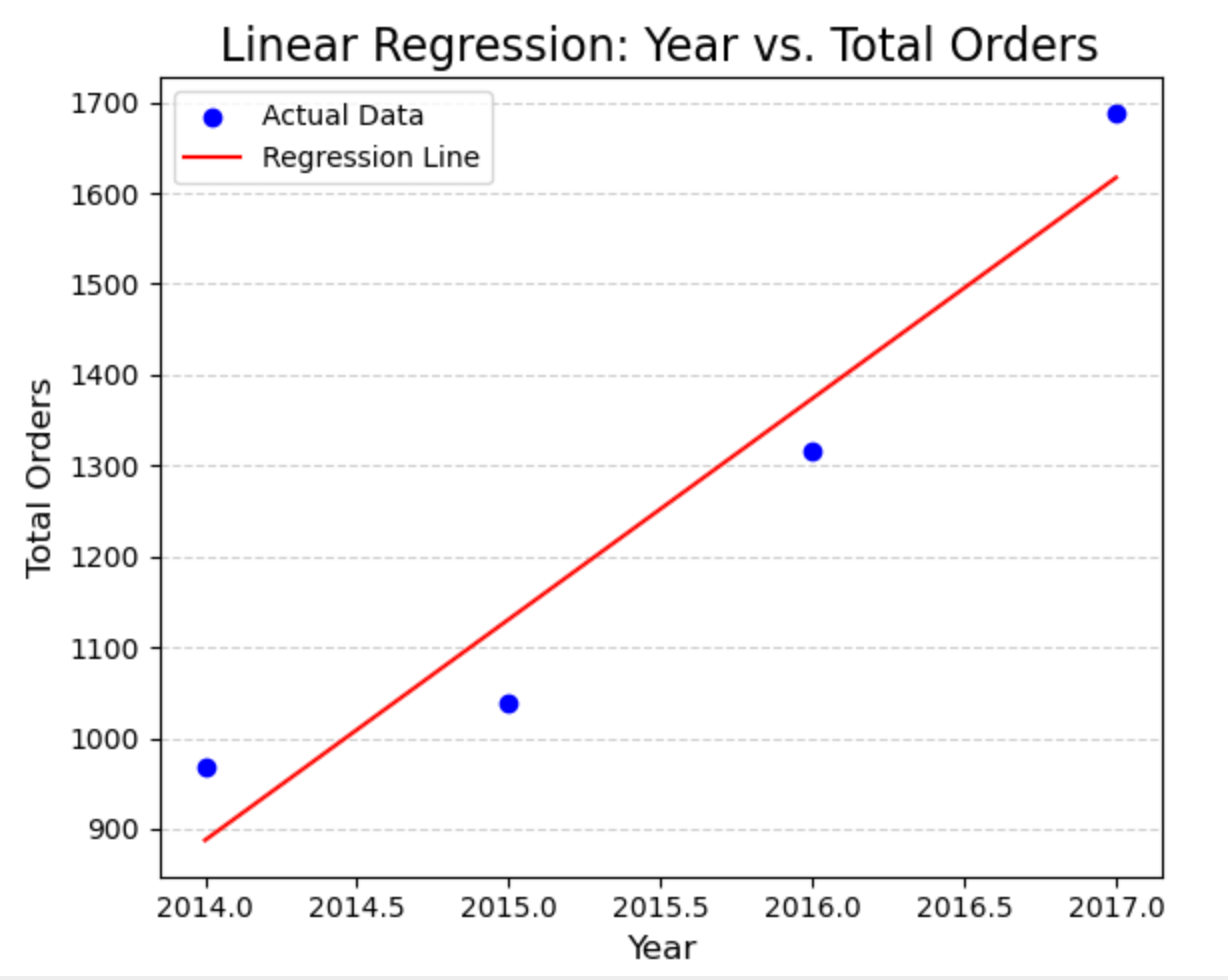 Linear Regression: Year vs. Total Orders
Actual Data
Regression Line
1700
1600
1500
1400
1300
1200
1100
1000
900
Total Orders
2014.0 2014.5 2015.0 2015.5 2016.0 2016.5 2017.0
Year